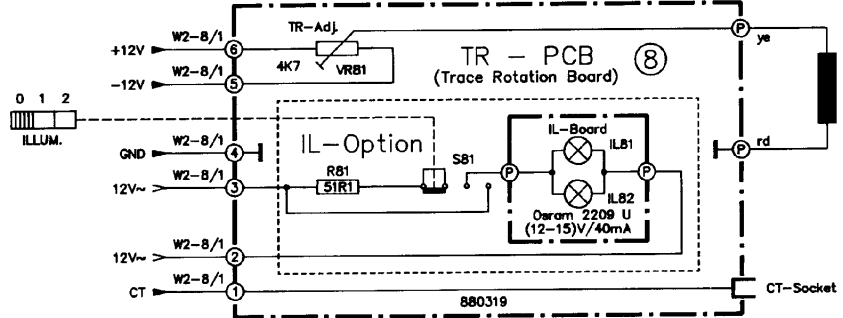 W2-8/1
+12V
6
TR-Adj.
4K7
VR81
TR - PCB
(Trace Rotation Board)
8
P
ye
W2-8/1
-12V
5
0 1 2
ILLUM.
W2-8/1
GND
4
IL-Option
S81
IL-Board
IL81
P
P
IL82
Osram 2209 U
(12-15)V/40mA
P
rd
W2-8/1
12V~
3
R81
51R1
W2-8/1
12V~
2
W2-8/1
CT
1
880319
CT-Socket